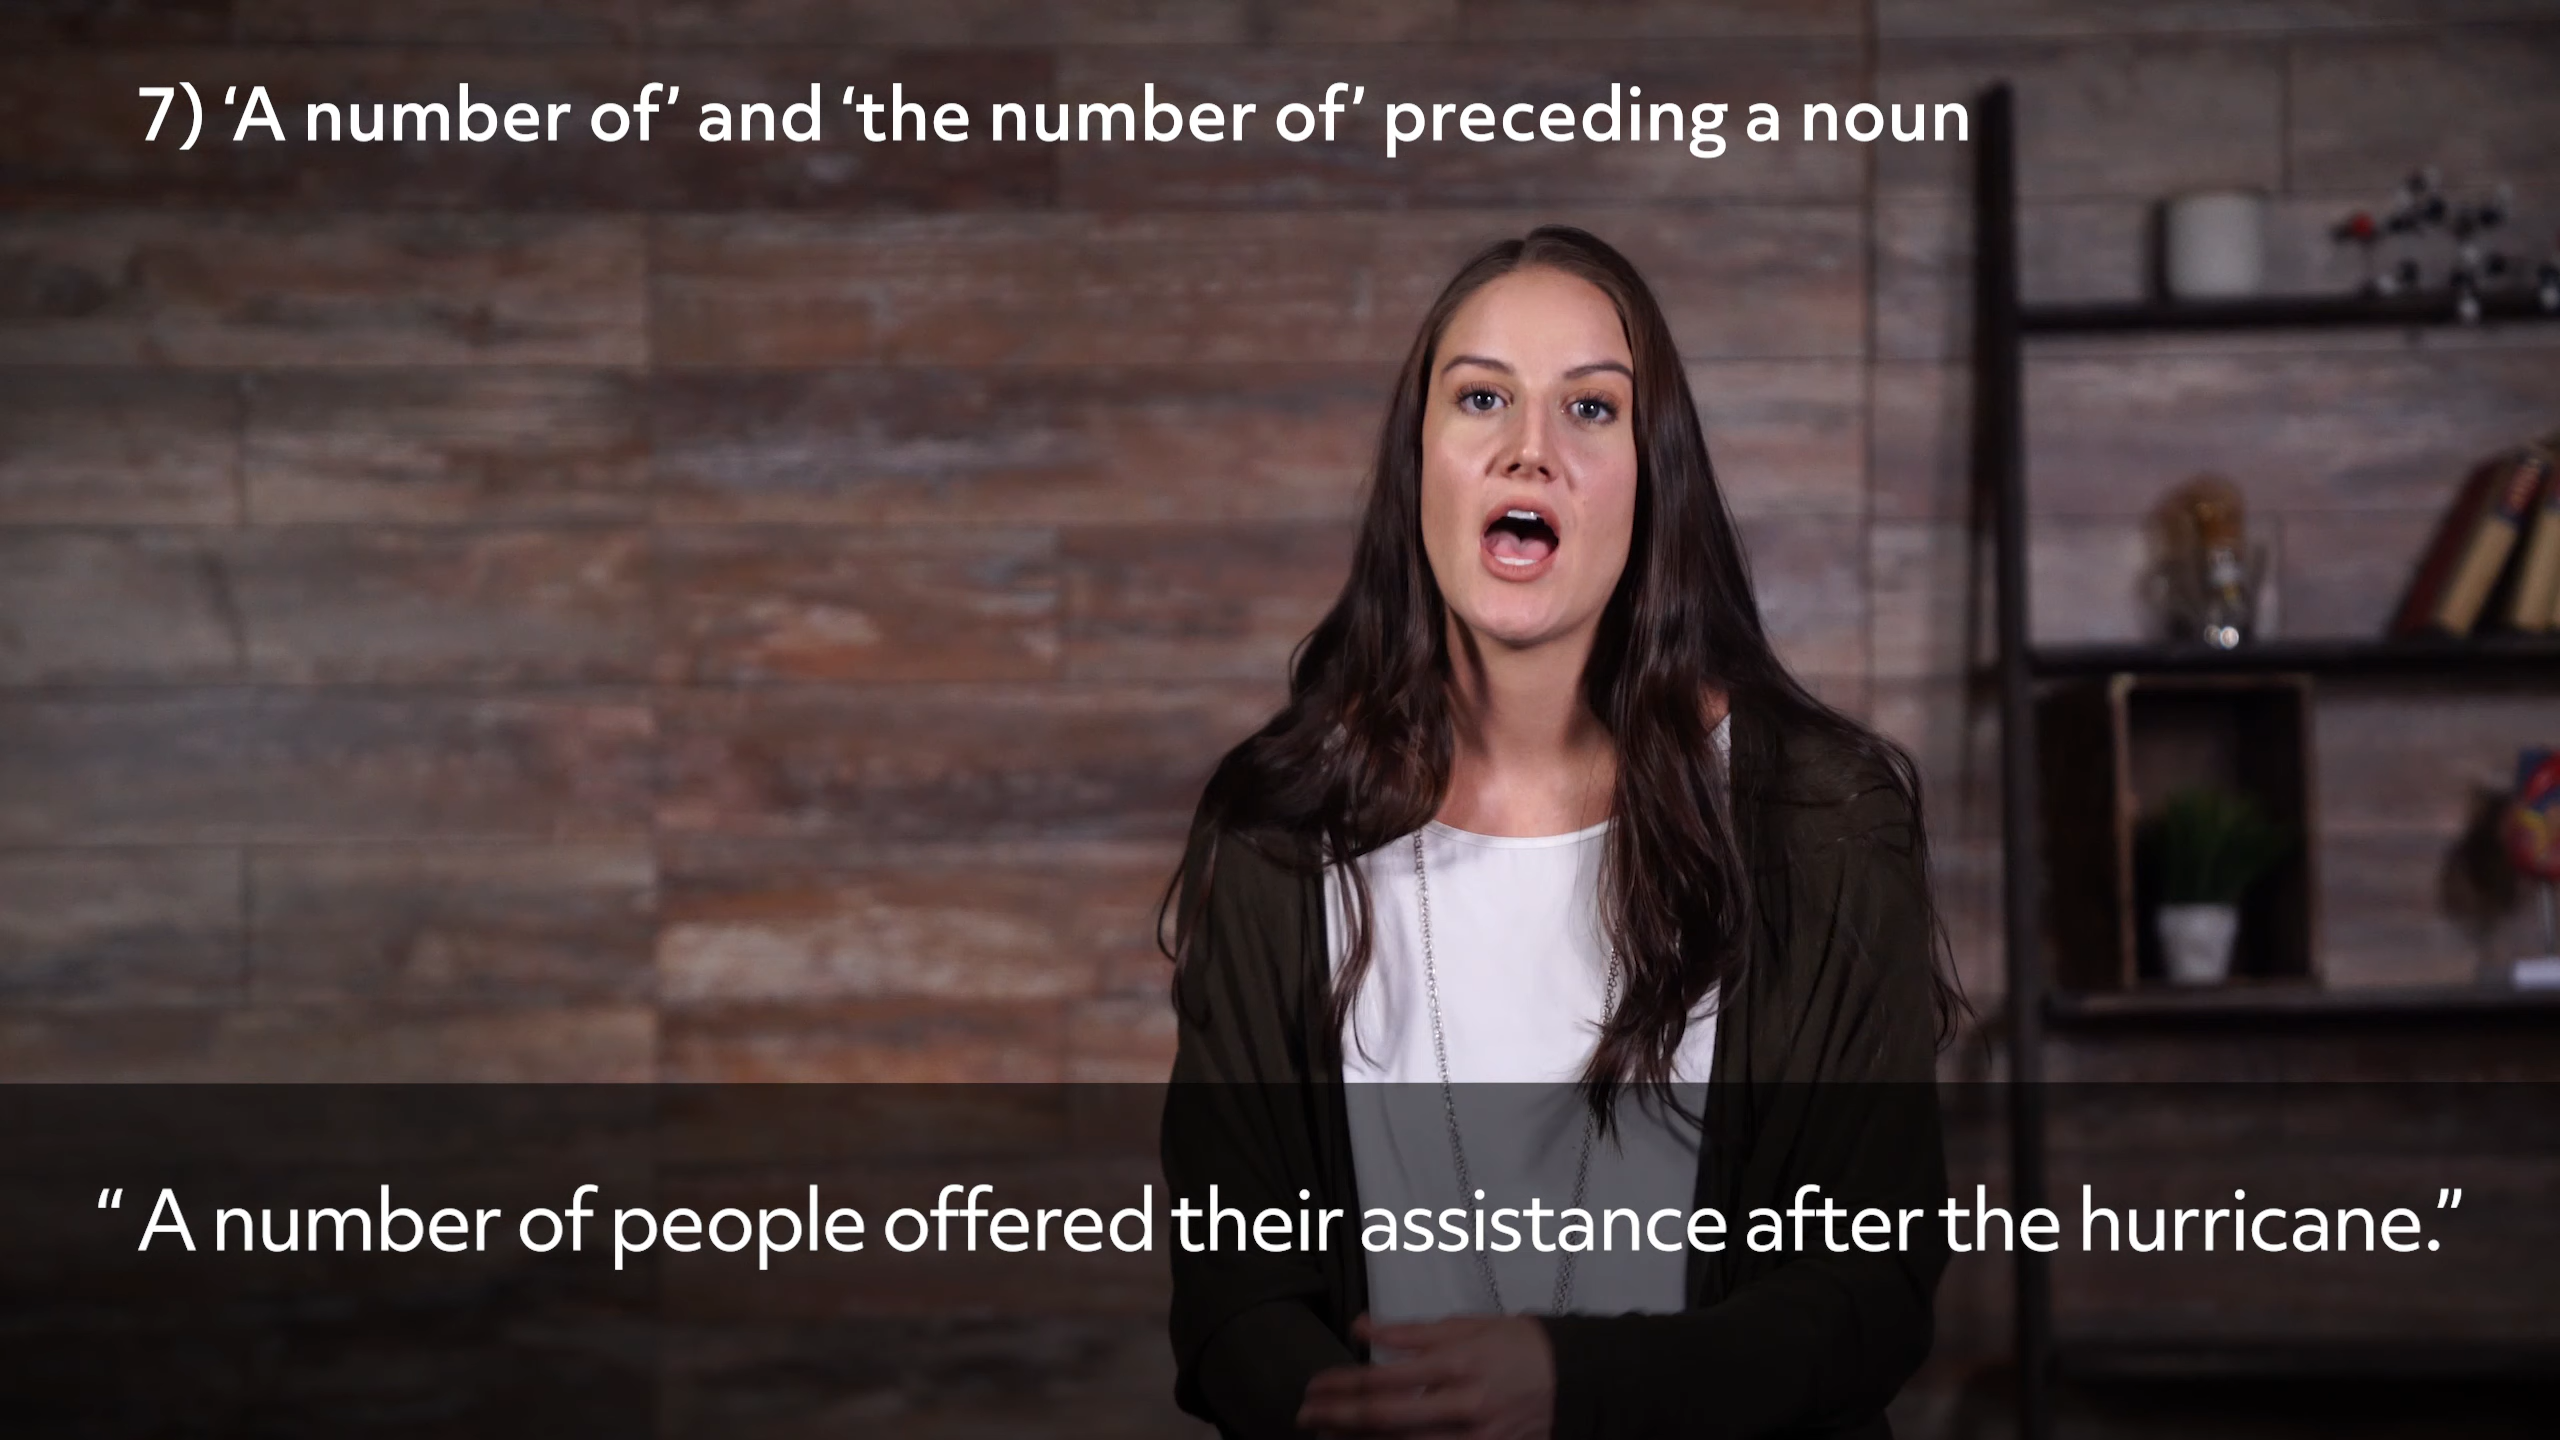 7) ‘A number of’ and ‘the number of’ preceding a noun
“ A number of people offered their assistance after the hurricane.”